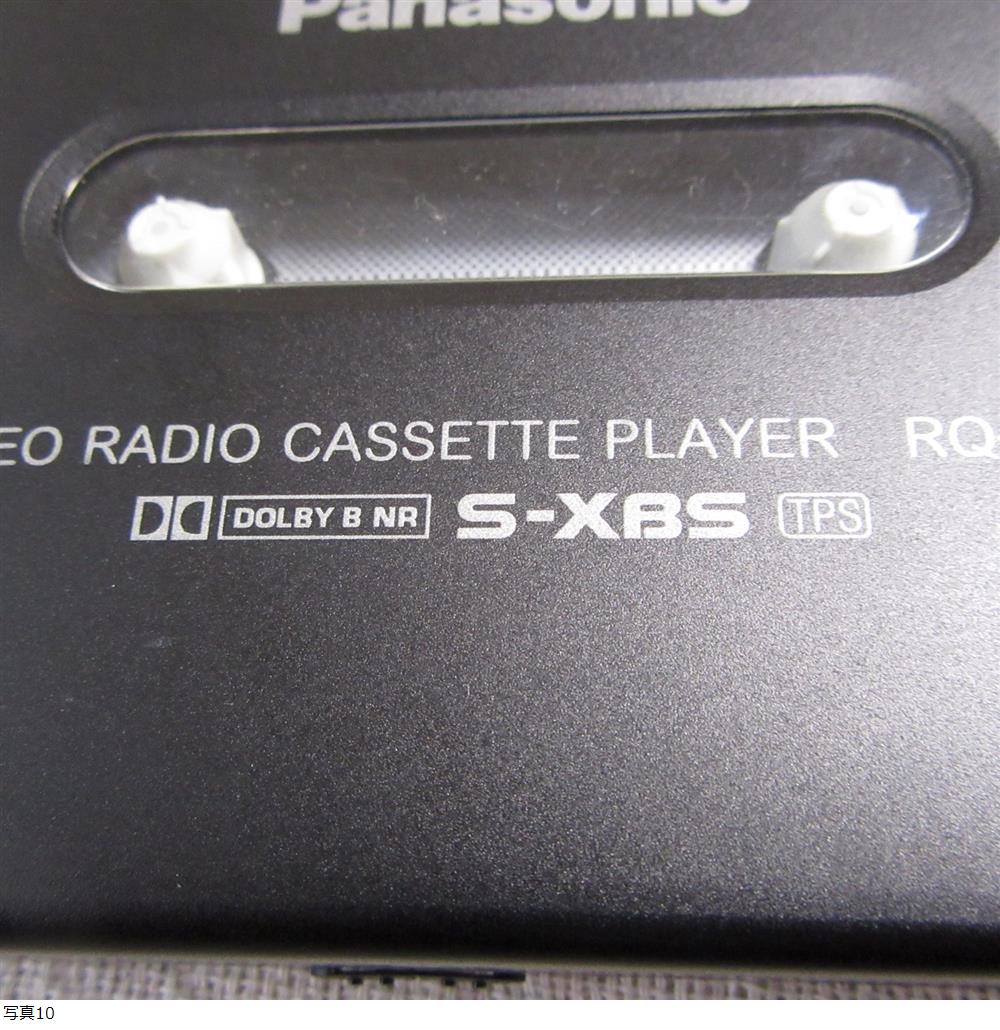 Panasonic
EO RADIO CASSETTE PLAYER RQ
DOLBY B NR S-XBS TPS
写真10